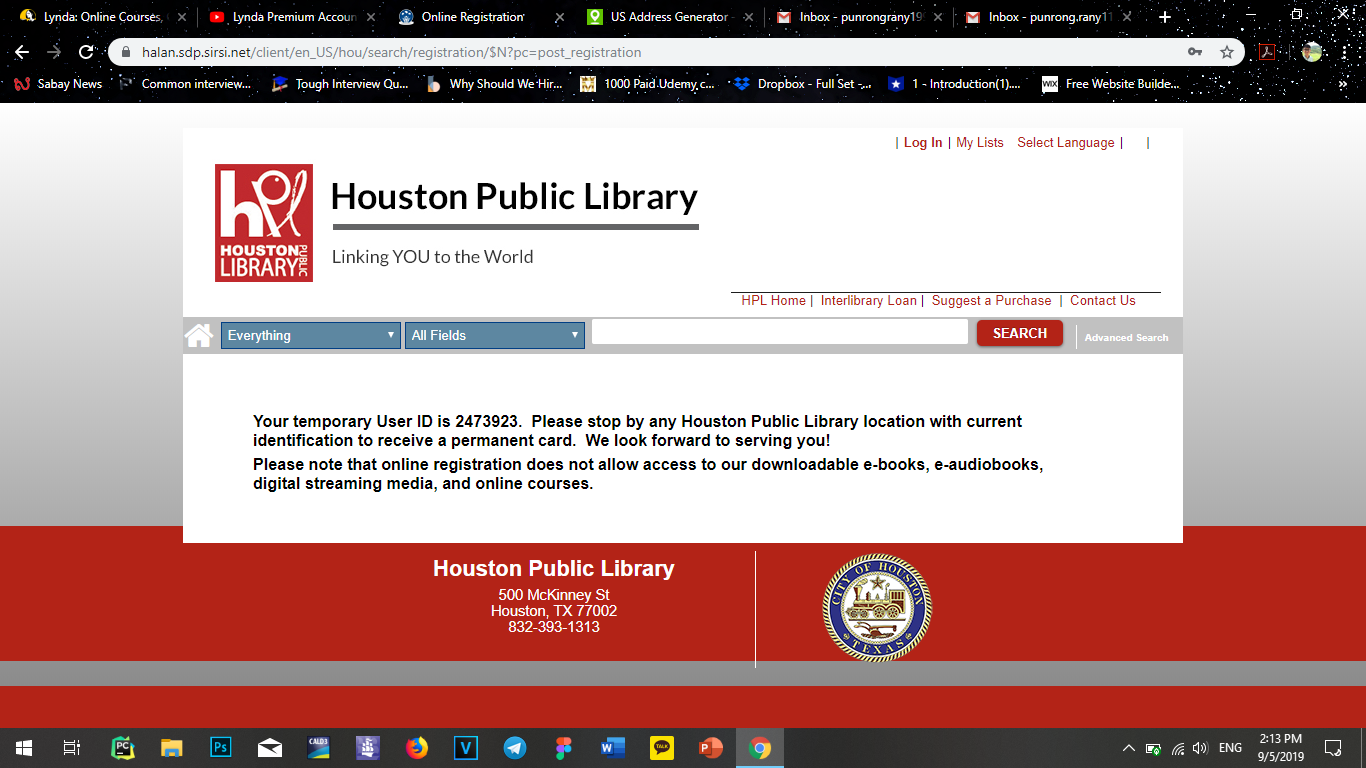 Lynda: Online Courses,
Lynda Premium Accoun
Online Registration
US Address Generator -
Inbox - punrongrany19
Inbox - punrong.rany11
halan.sdp.sirsi.net/client/en_US/hou/search/registration/$N?pc=post_registration
Sabay News
Common interview...
Tough Interview Qu...
Why Should We Hir...
1000 Paid Udemy c...
Dropbox - Full Set -...
1 - Introduction(1)....
WIX
Free Website Builde...
»
| Log In | My Lists Select Language | |
hpl
HOUSTON
PUBLIC
LIBRARY
Houston Public Library
Linking YOU to the World
HPL Home | Interlibrary Loan | Suggest a Purchase | Contact Us
Everything
All Fields
SEARCH
Advanced Search
Your temporary User ID is 2473923. Please stop by any Houston Public Library location with current
identification to receive a permanent card. We look forward to serving you!
Please note that online registration does not allow access to our downloadable e-books, e-audiobooks,
digital streaming media, and online courses.
Houston Public Library
500 McKinney St
Houston, TX 77002
832-393-1313
CITY OF HOUSTON
TEXAS
PC
Ps
CALD3
V
W
TALK
P
ENG
2:13 PM
9/5/2019